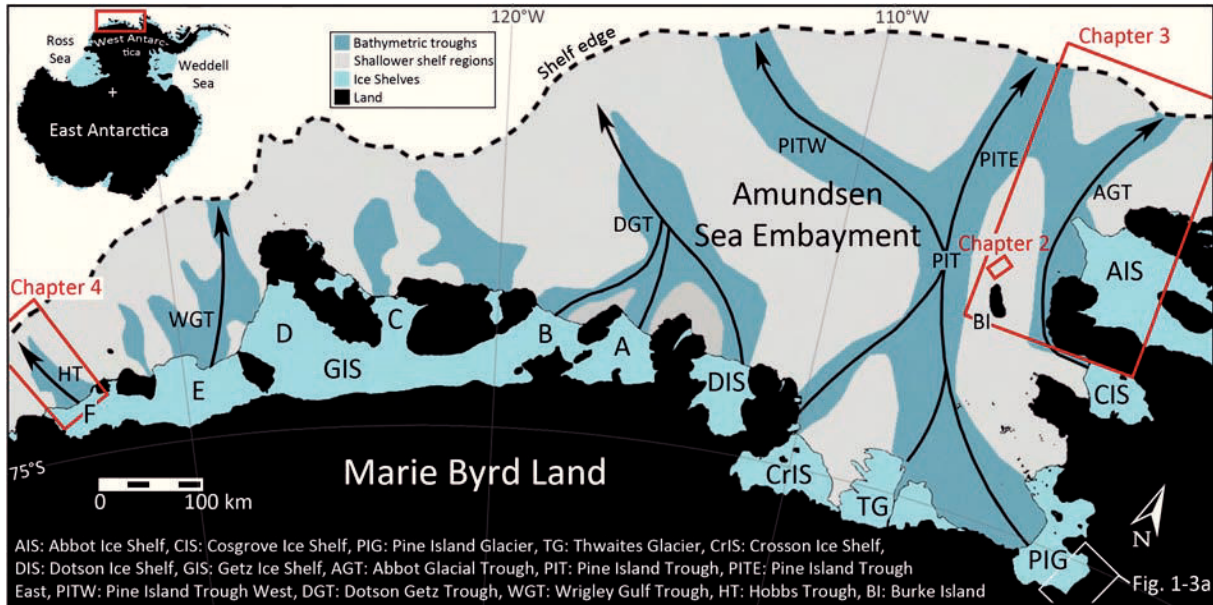 120°W
110°W
Chapter 3
Ross
Sea
West Antarc-
tica
Weddell
Sea
East Antarctica
Bathymetric troughs
Shallower shelf regions
Ice Shelves
Land
Shelf edge
PITW
PITE
AGT
DGT
Amundsen
Sea Embayment
Chapter 2
PIT
AIS
BI
Chapter 4
WGT
D
C
HT
F
E
GIS
B
A
DIS
CIS
75°S
0
100 km
Marie Byrd Land
CrIS
TG
N
PIG
Fig. 1-3a
AIS: Abbot Ice Shelf, CIS: Cosgrove Ice Shelf, PIG: Pine Island Glacier, TG: Thwaites Glacier, CrIS: Crosson Ice Shelf,
DIS: Dotson Ice Shelf, GIS: Getz Ice Shelf, AGT: Abbot Glacial Trough, PIT: Pine Island Trough, PITE: Pine Island Trough
East, PITW: Pine Island Trough West, DGT: Dotson Getz Trough, WGT: Wrigley Gulf Trough, HT: Hobbs Trough, BI: Burke Island